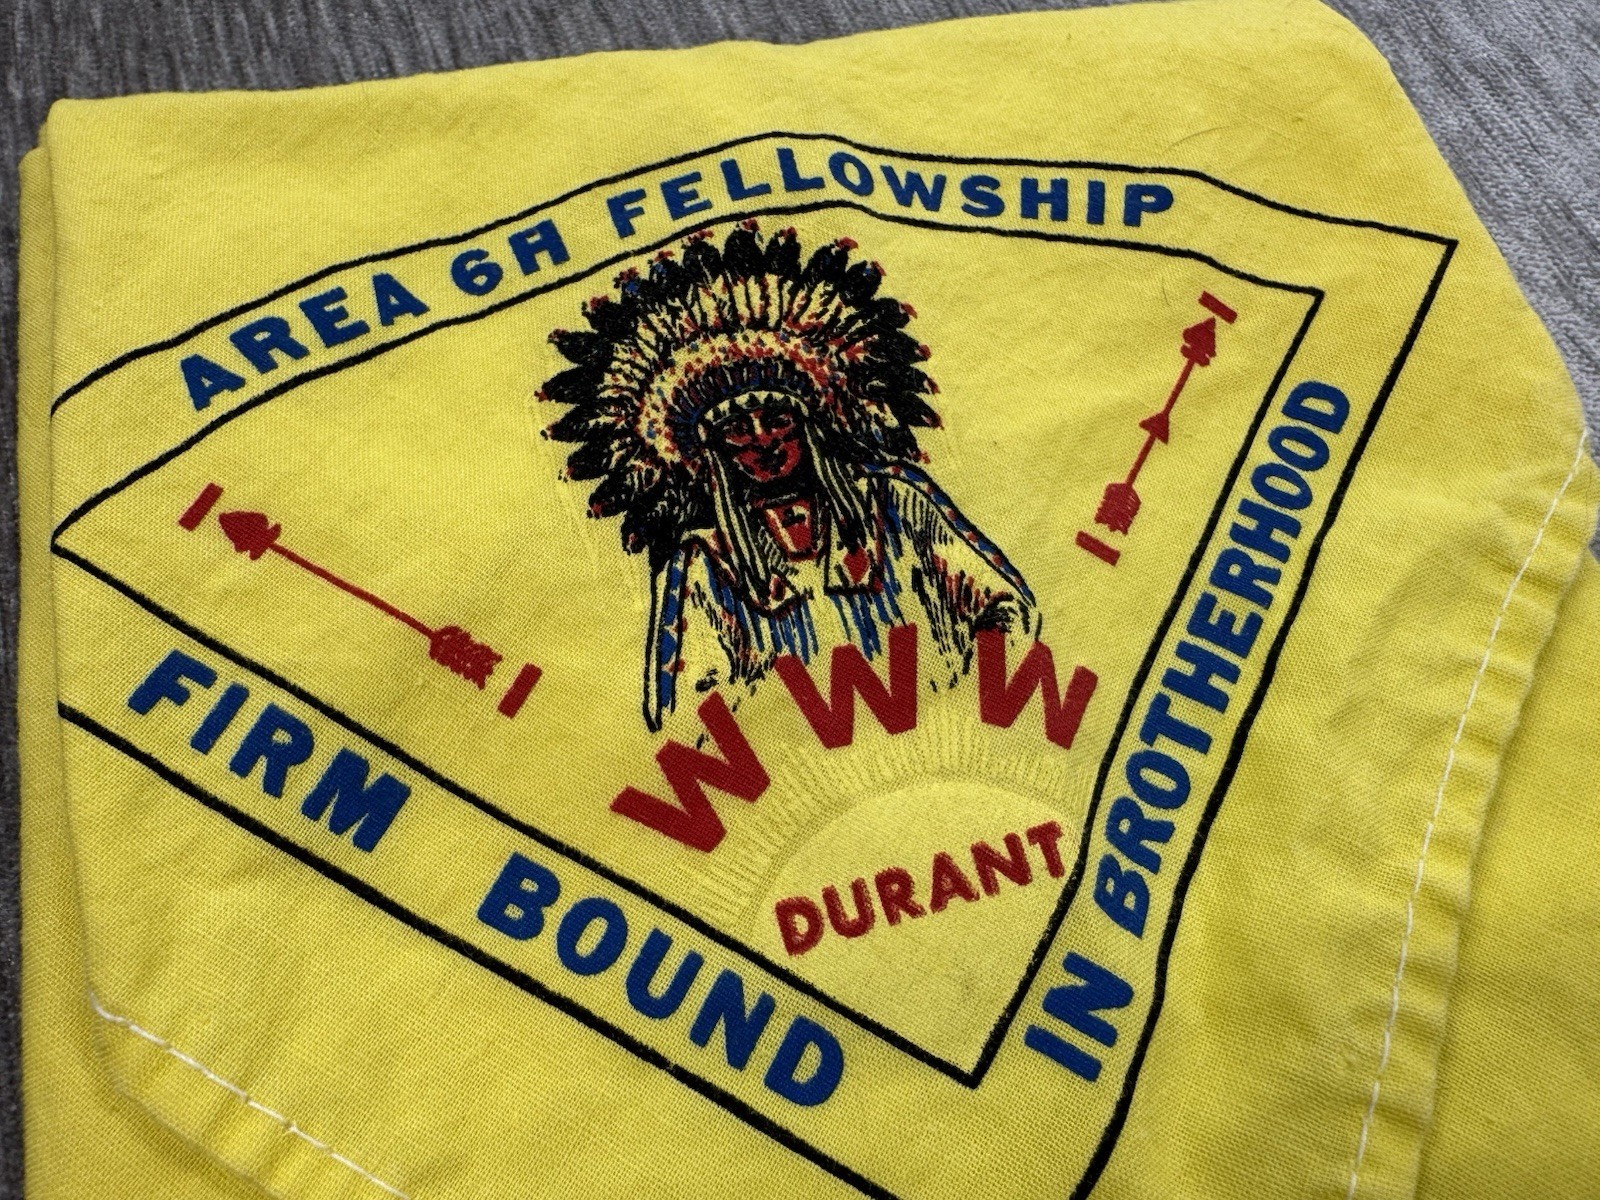 AREA 6H FELLOWSHIP
WWW
DURANT
FIRM BOUND
IN BROTHERHOOD